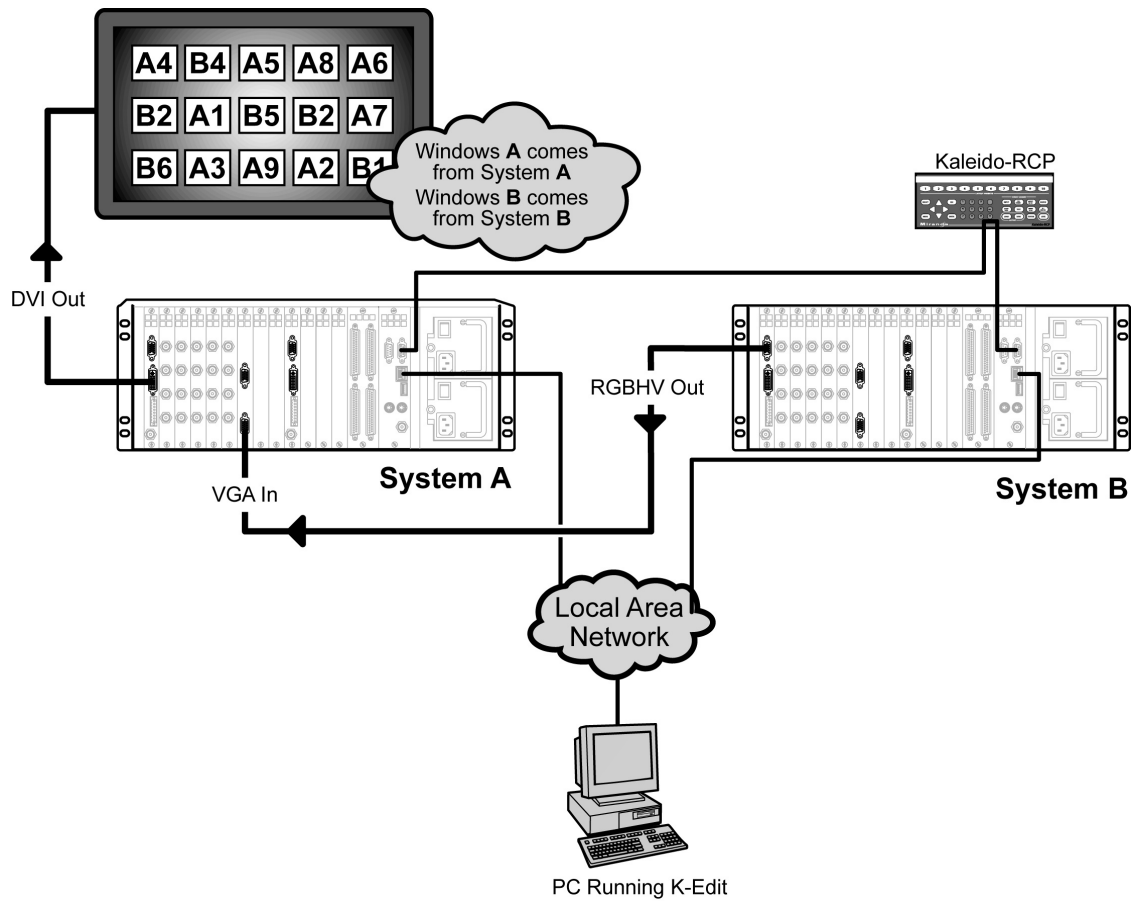 A4 B4 A5 A8 A6
B2 A1 B5 B2 A7
B6 A3 A9 A2 B1
Windows A comes
from System A
Windows B comes
from System B
Kaleido-RCP
DVI Out
RGBHV Out
System A
VGA In
System B
Local Area
Network
PC Running K-Edit